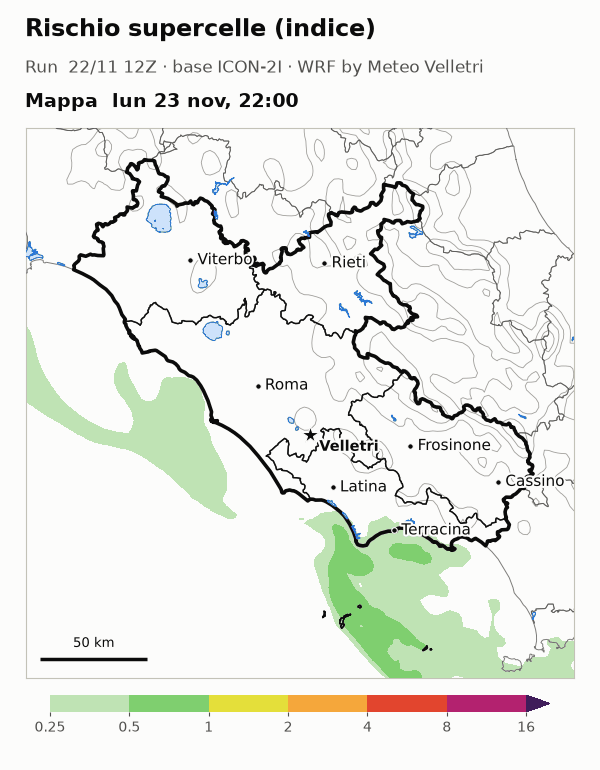 Rischio supercelle (indice)
Run  22/11 12Z · base ICON-2I · WRF by Meteo Velletri
Mappa  lun 23 nov, 22:00
Viterbo
Rieti
Roma
Velletri
Frosinone
Cassino
Latina
Terracina
50 km
0.25 0.5 1 2 4 8 16